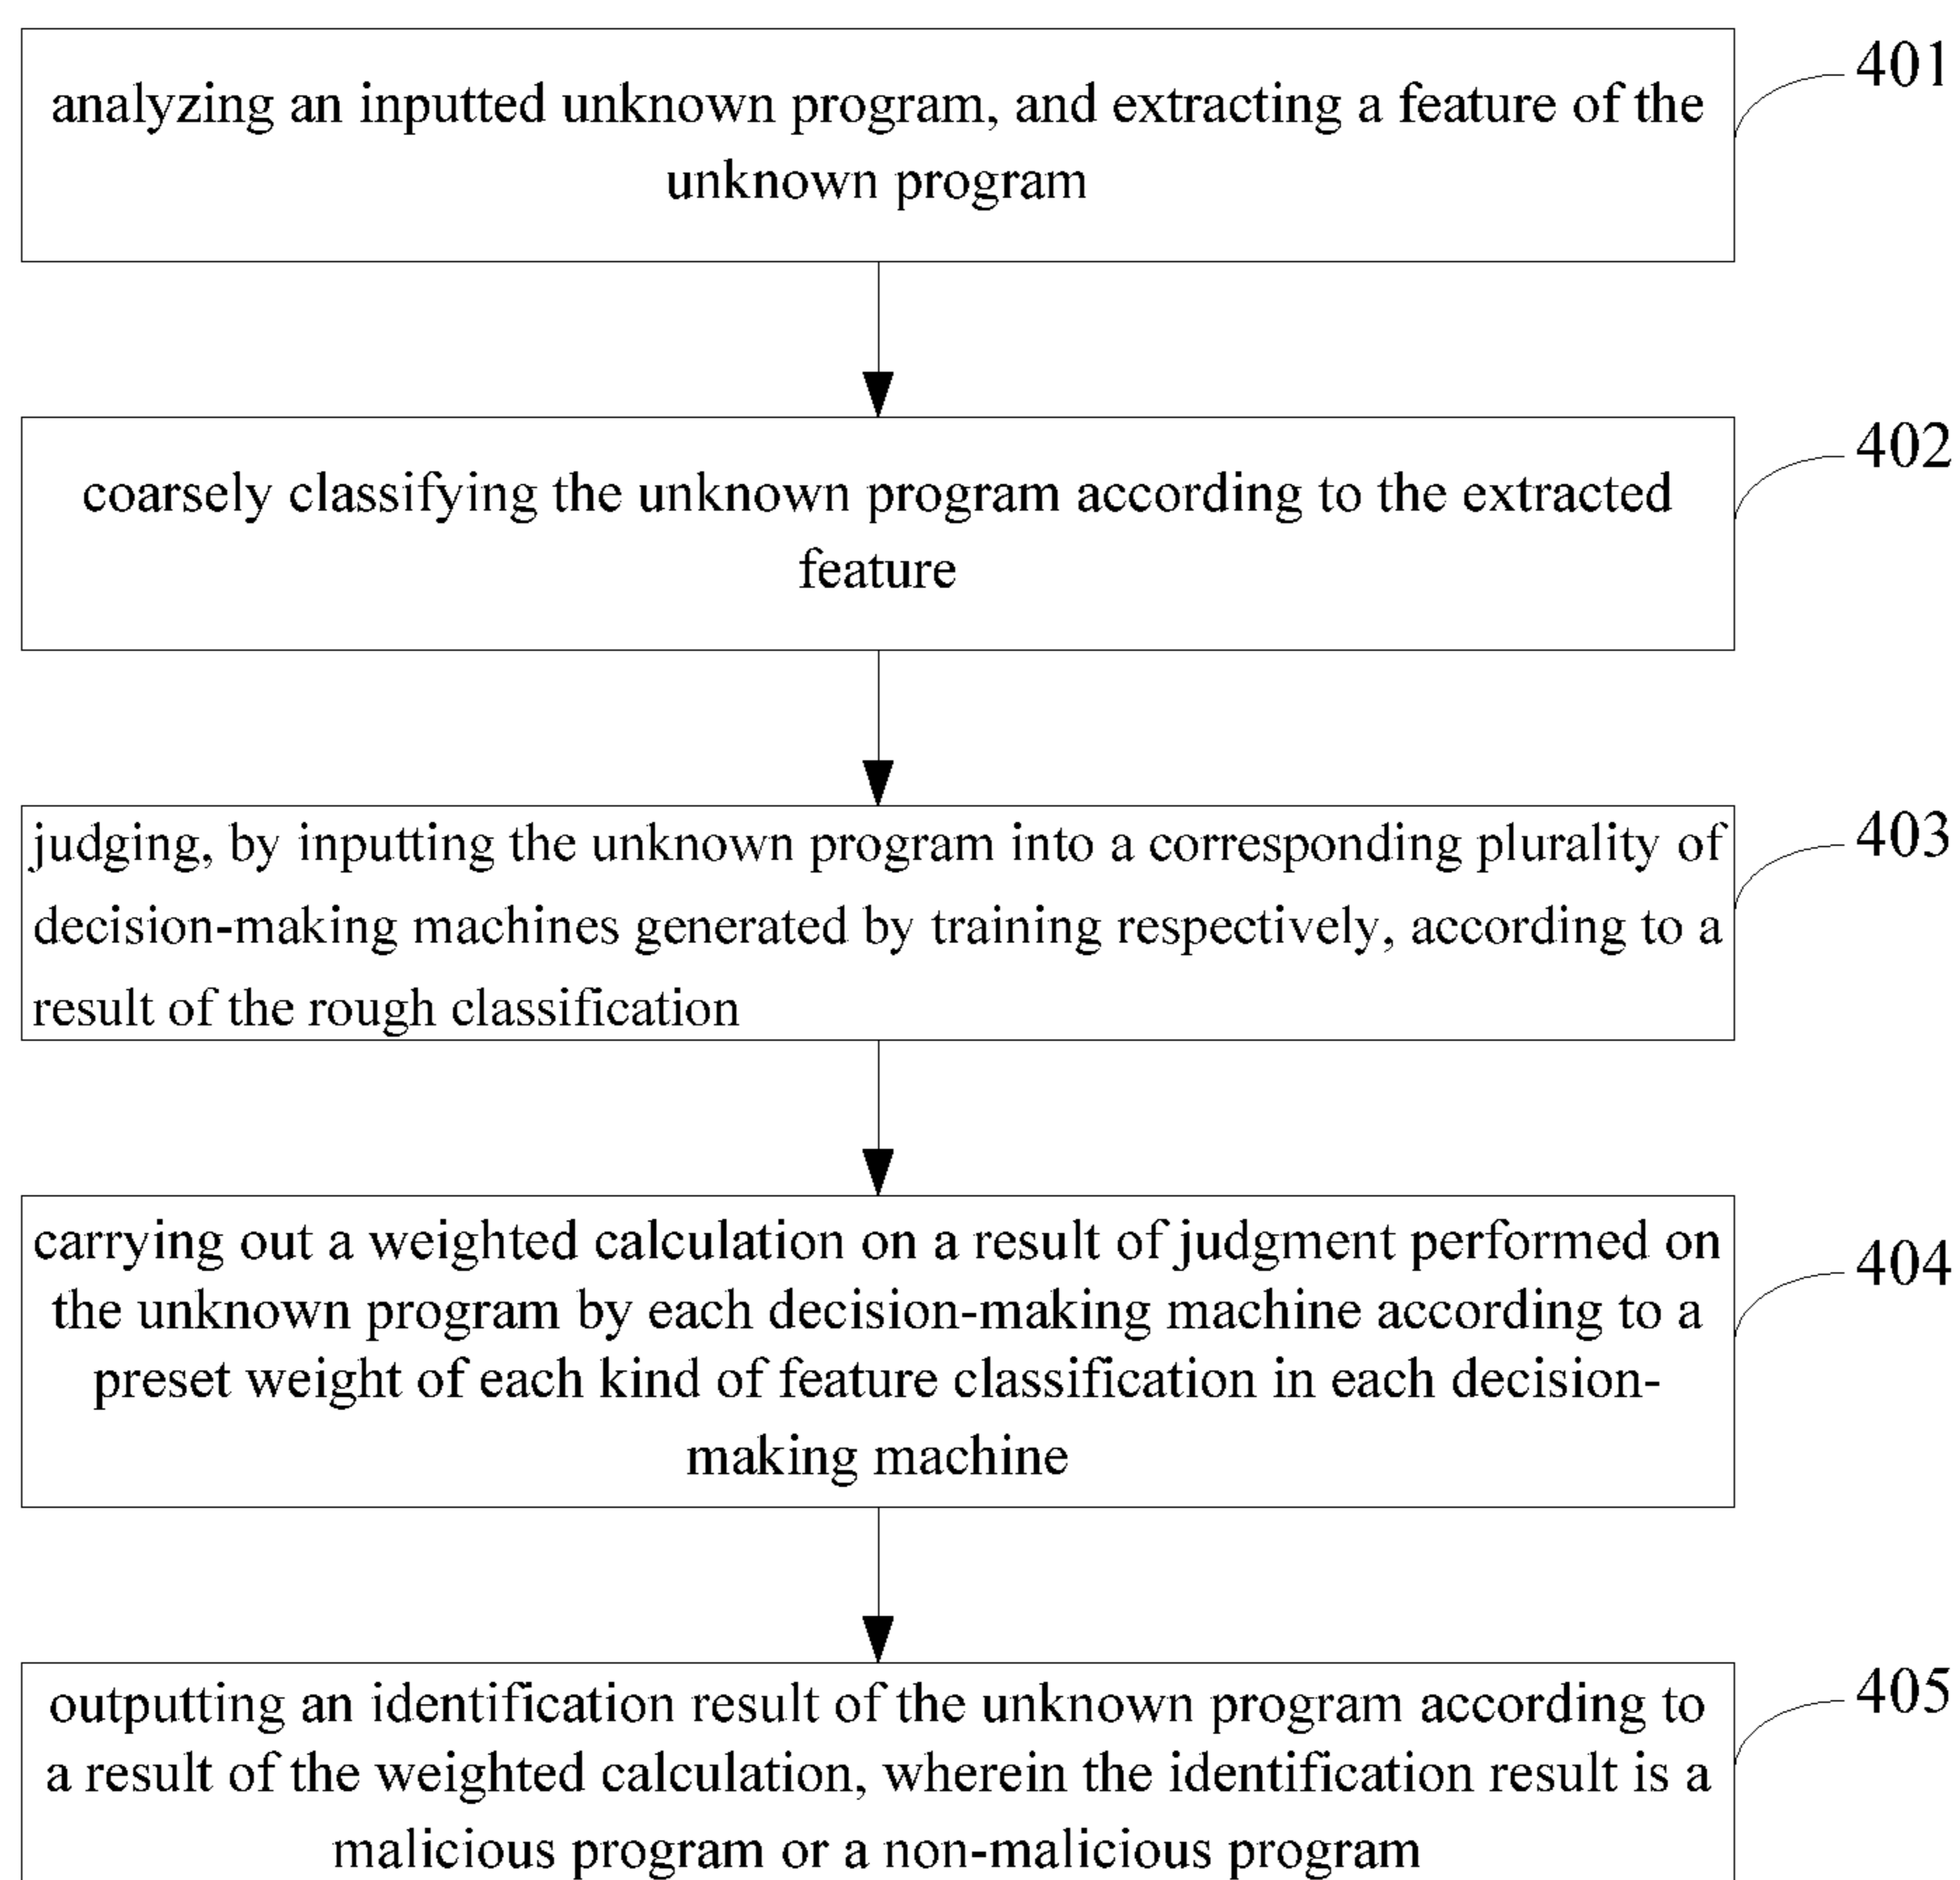 analyzing an inputted unknown program, and extracting a feature of the
unknown program
401
coarsely classifying the unknown program according to the extracted
feature
402
judging, by inputting the unknown program into a corresponding plurality of
decision-making machines generated by training respectively, according to a
result of the rough classification
403
carrying out a weighted calculation on a result of judgment performed on
the unknown program by each decision-making machine according to a
preset weight of each kind of feature classification in each decision-
making machine
404
outputting an identification result of the unknown program according to
a result of the weighted calculation, wherein the identification result is a
malicious program or a non-malicious program
405